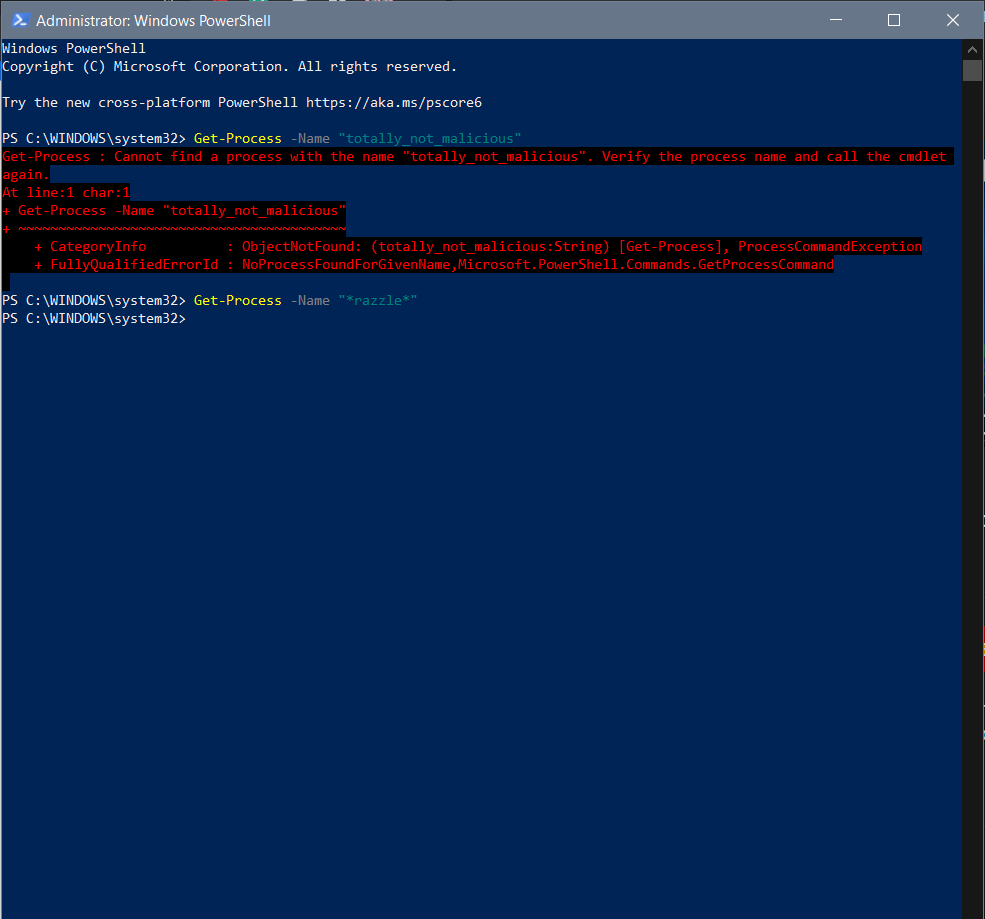 Administrator: Windows PowerShell
Windows PowerShell
Copyright (C) Microsoft Corporation. All rights reserved.
Try the new cross-platform PowerShell https://aka.ms/pscore6
PS C:\WINDOWS\system32> Get-Process -Name "totally_not_malicious"
Get-Process : Cannot find a process with the name "totally_not_malicious". Verify the process name and call the cmdlet
again.
At line:1 char:1
+ Get-Process -Name "totally_not_malicious"
+ ~~~~~~~~~~~~~~~~~~~~~~~~~~~~~~~~~~~~~~~~~
    + CategoryInfo          : ObjectNotFound: (totally_not_malicious:String) [Get-Process], ProcessCommandException
    + FullyQualifiedErrorId : NoProcessFoundForGivenName,Microsoft.PowerShell.Commands.GetProcessCommand
PS C:\WINDOWS\system32> Get-Process -Name "*razzle*"
PS C:\WINDOWS\system32>